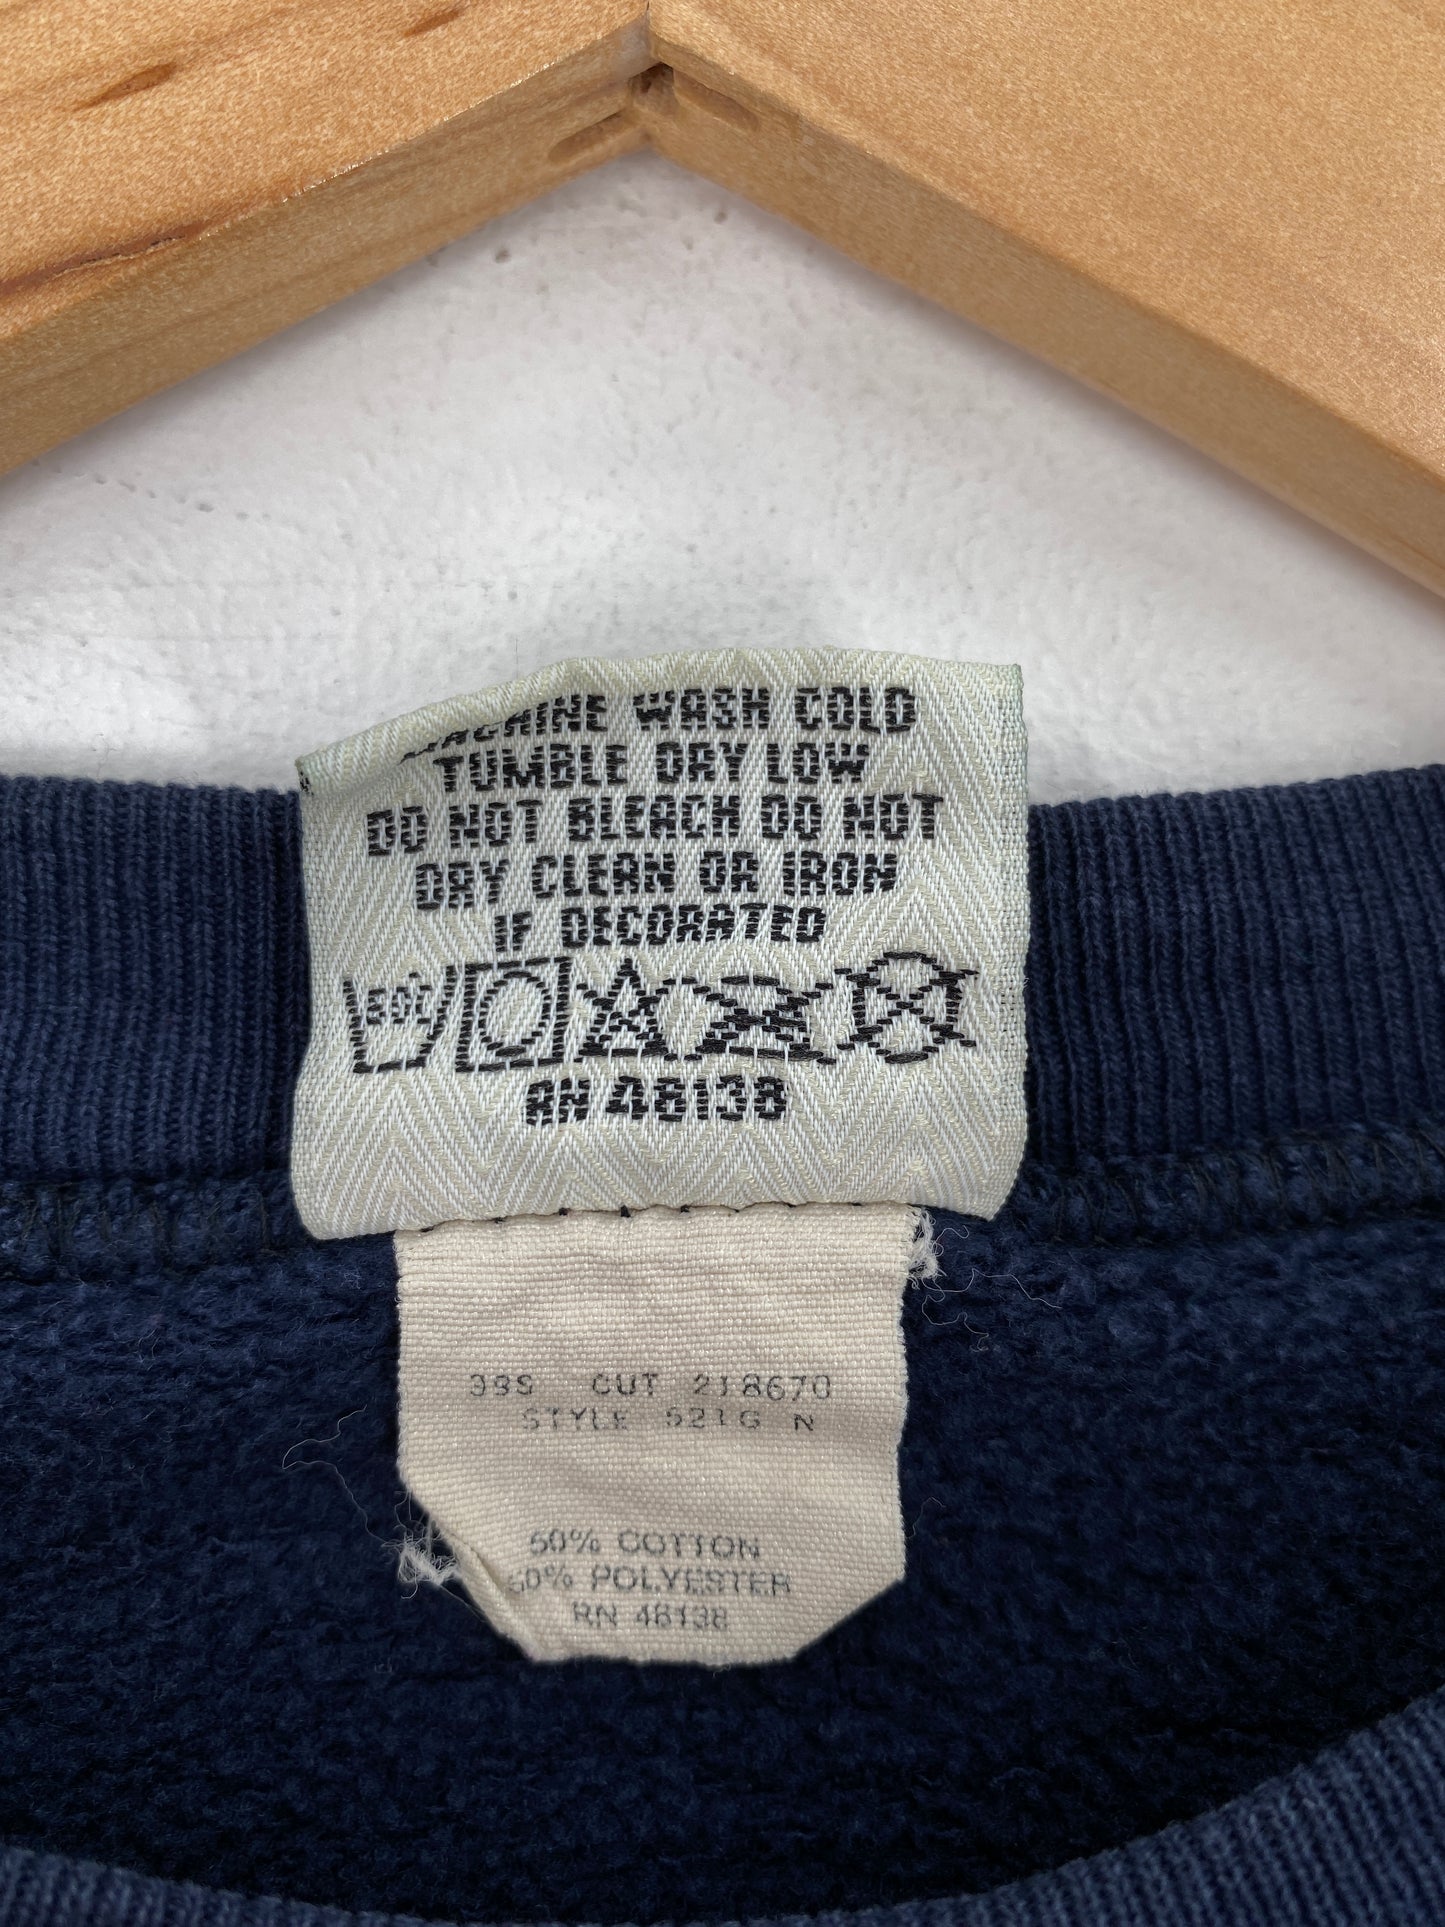 MACHINE WASH COLD
TUMBLE DRY LOW
DO NOT BLEACH DO NOT
DRY CLEAN OR IRON
IF DECORATED
30°C
RN 48138
39S CUT 218670
STYLE 521G N
50% COTTON
50% POLYESTER
RN 48138